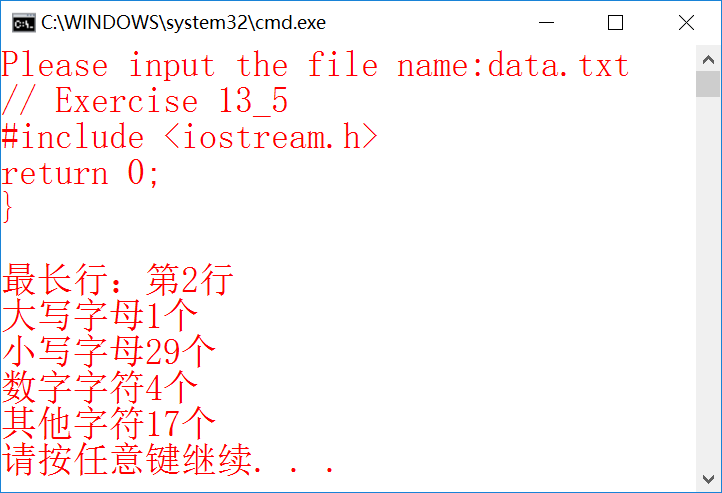 C:\WINDOWS\system32\cmd.exe
Please input the file name:data.txt
// Exercise 13_5
#include <iostream.h>
return 0;
}
最长行：第2行
大写字母1个
小写字母29个
数字字符4个
其他字符17个
请按任意键继续. . .